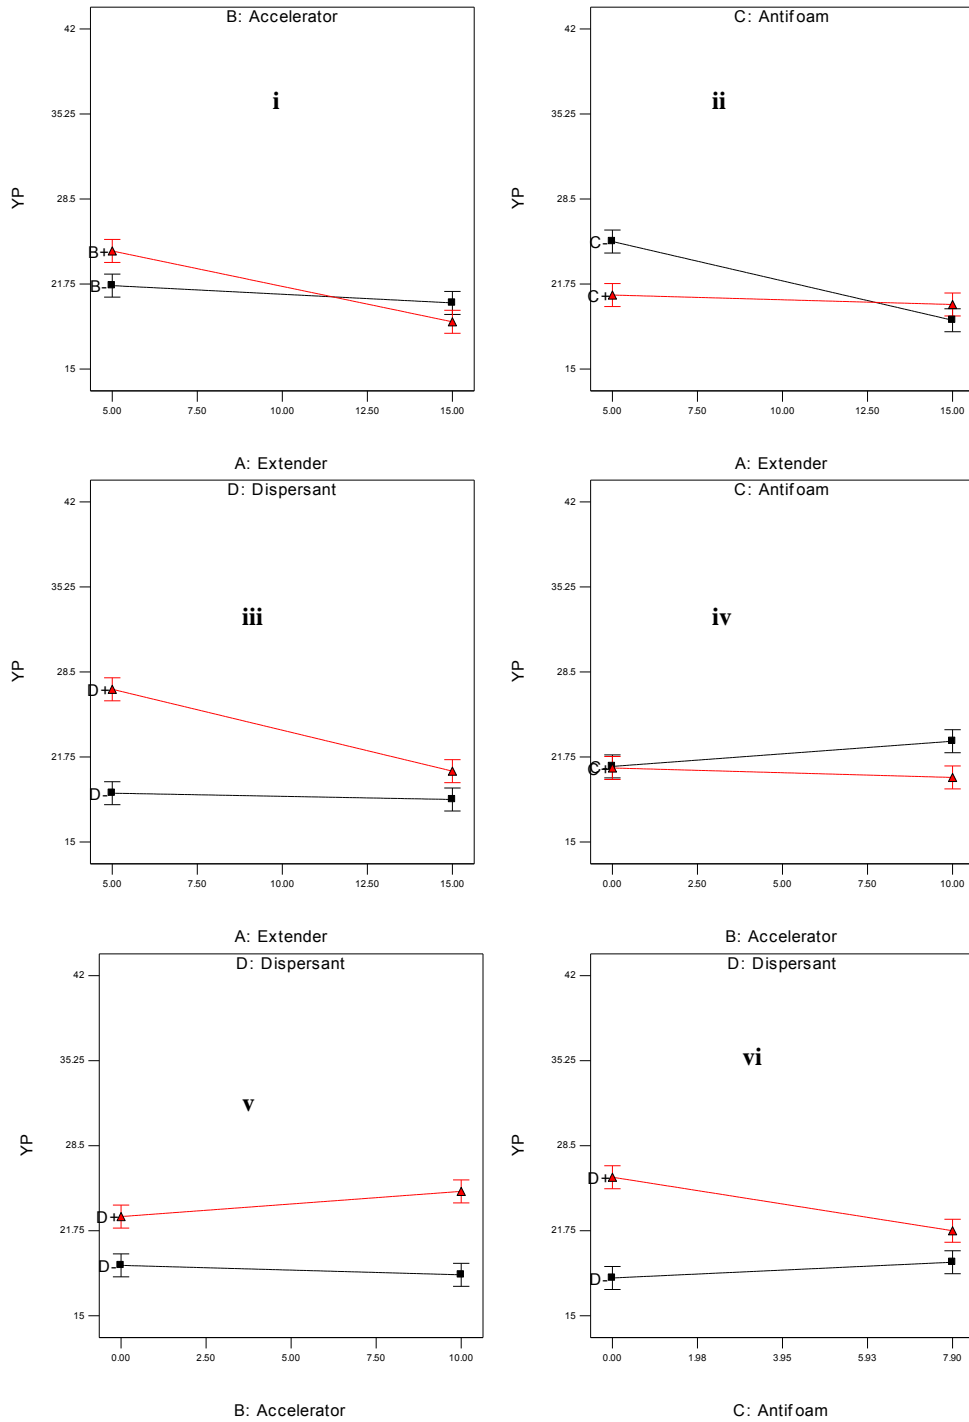 B: Accelerator
42
i
35.25
YP
28.5
B+
B-
21.75
15
5.00 7.50 10.00 12.50 15.00
A: Extender
C: Antifoam
42
ii
35.25
YP
28.5
C-
21.75
C+
15
5.00 7.50 10.00 12.50 15.00
A: Extender
D: Dispersant
42
35.25
iii
YP
28.5
D+
21.75
D-
15
5.00 7.50 10.00 12.50 15.00
A: Extender
C: Antifoam
42
35.25
iv
YP
28.5
21.75
C+
15
0.00 2.50 5.00 7.50 10.00
B: Accelerator
D: Dispersant
42
35.25
v
YP
28.5
D+
21.75
D-
15
0.00 2.50 5.00 7.50 10.00
B: Accelerator
D: Dispersant
42
35.25
vi
YP
28.5
D+
21.75
D-
15
0.00 1.98 3.95 5.93 7.90
C: Antifoam